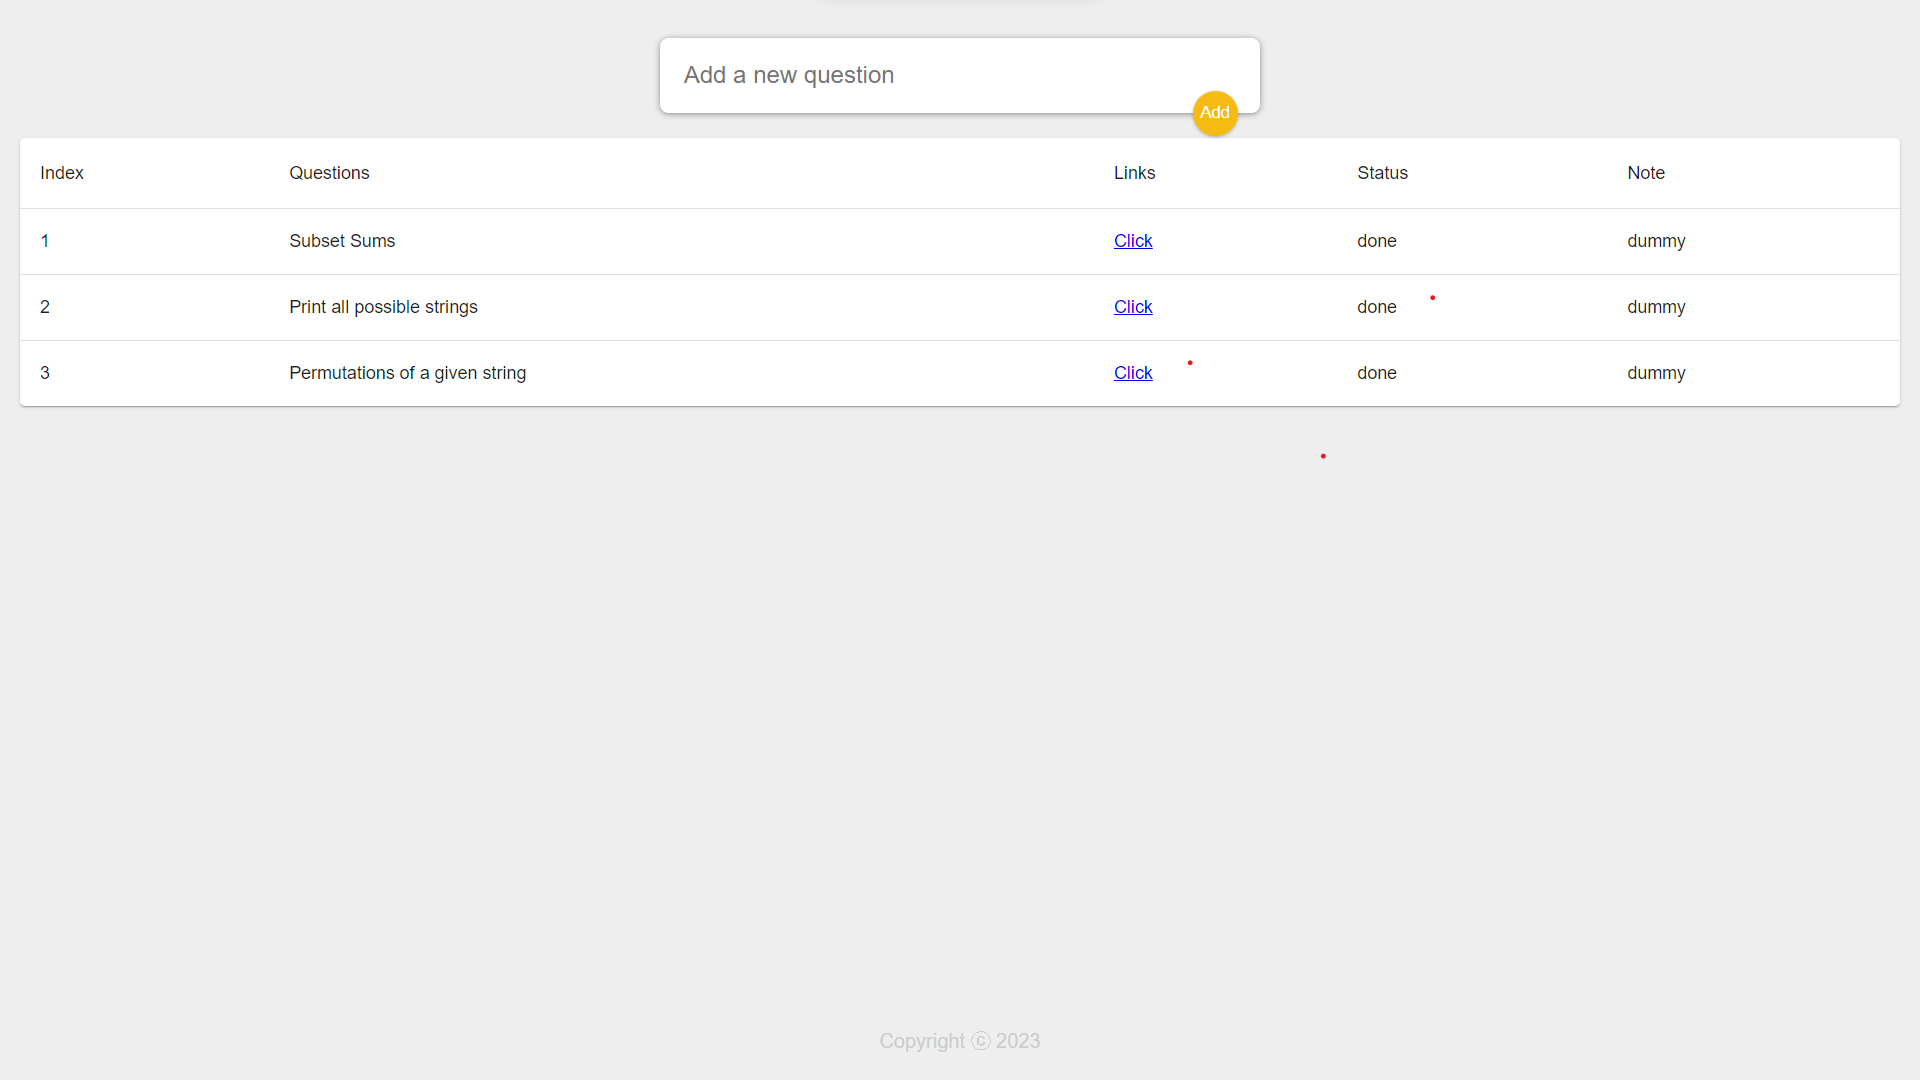 Add a new question
Add
Index Questions Links Status Note
1 Subset Sums Click done dummy
2 Print all possible strings Click done dummy
3 Permutations of a given string Click done dummy
Copyright ⓒ 2023